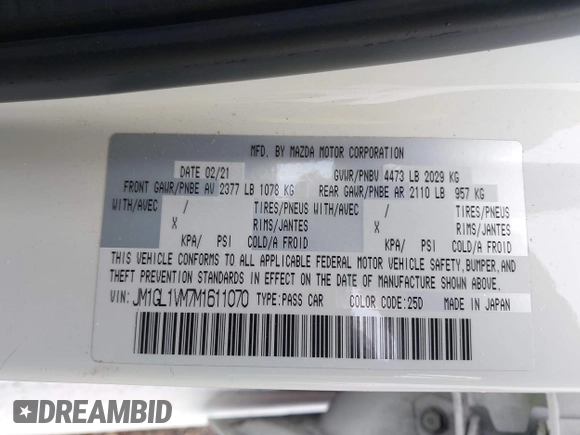 MFD. BY MAZDA MOTOR CORPORATION
DATE 02/21 GVWR/PNBV 4473 LB 2029 KG
FRONT GAWR/PNBE AV 2377 LB 1078 KG REAR GAWR/PNBE AR 2110 LB 957 KG
WITH/AVEC / TIRES/PNEUS WITH/AVEC / TIRES/PNEUS
X RIMS/JANTES X RIMS/JANTES
KPA/ PSI COLD/A FROID KPA/ PSI COLD/A FROID
THIS VEHICLE CONFORMS TO ALL APPLICABLE FEDERAL MOTOR VEHICLE SAFETY,BUMPER,AND
THEFT PREVENTION STANDARDS IN EFFECT ON THE DATE OF MANUFACTURE SHOWN ABOVE.
VIN: JM1GL1VM7M1611070 TYPE:PASS CAR COLOR CODE:25D MADE IN JAPAN
DREAMBID